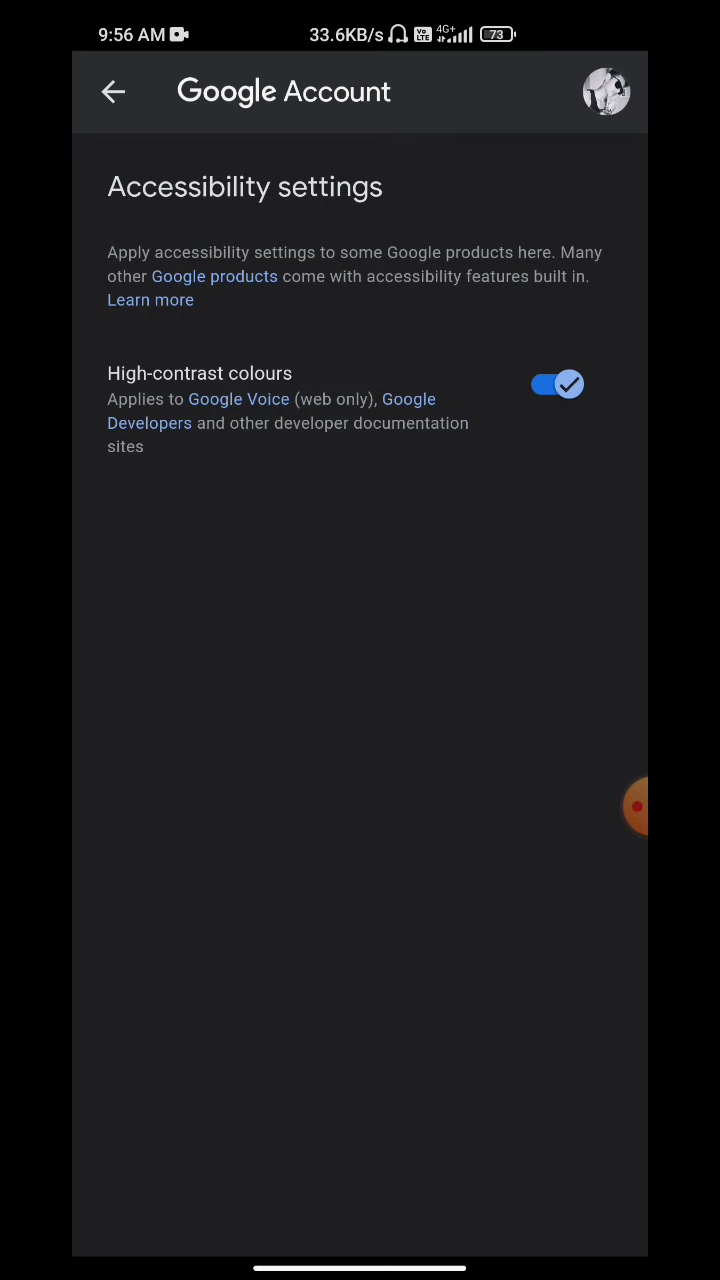 9:56 AM 33.6KB/s Vo LTE 4G+ 73
Google Account
Accessibility settings
Apply accessibility settings to some Google products here. Many
other Google products come with accessibility features built in.
Learn more
High-contrast colours
Applies to Google Voice (web only), Google
Developers and other developer documentation
sites